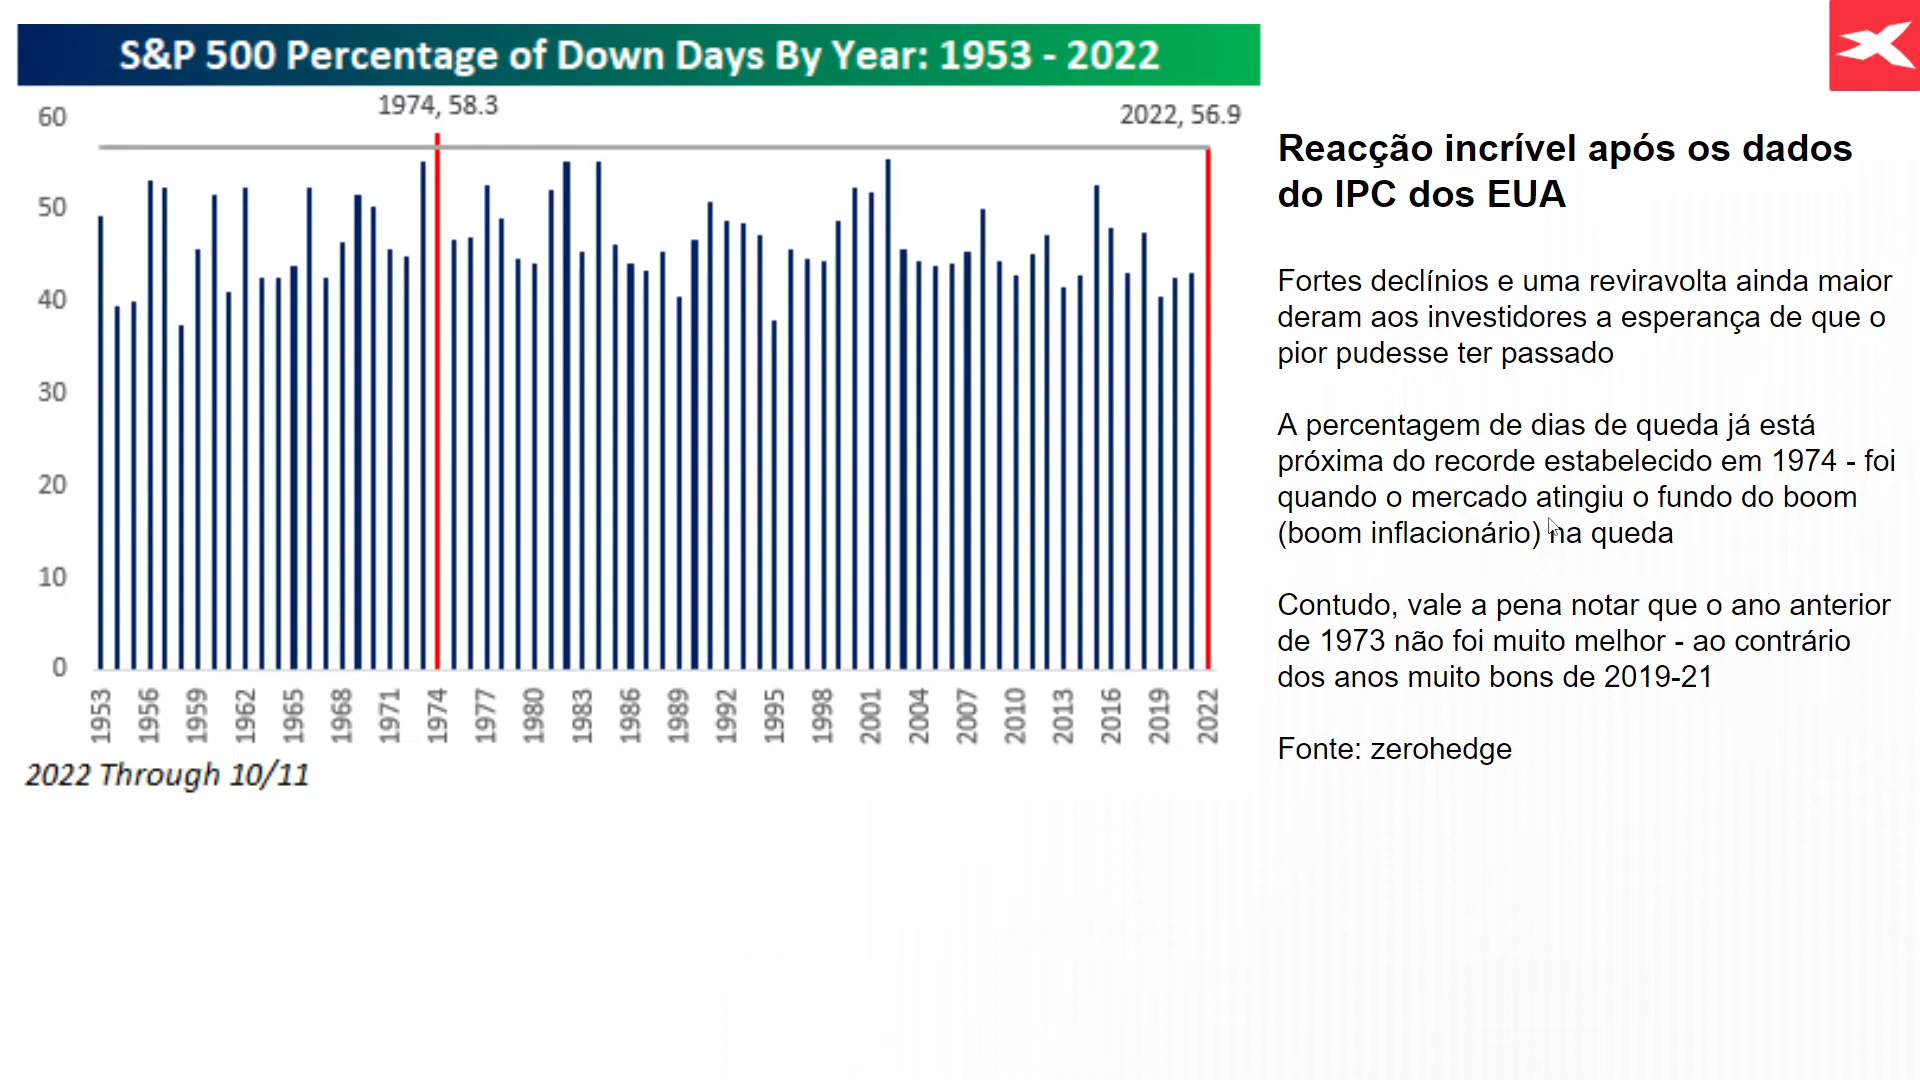 S&P 500 Percentage of Down Days By Year: 1953 - 2022
60
50
40
30
20
10
0
1974, 58.3
2022, 56.9
1953
1956
1959
1962
1965
1968
1971
1974
1977
1980
1983
1986
1989
1992
1995
1998
2001
2004
2007
2010
2013
2016
2019
2022
2022 Through 10/11
Reacção incrível após os dados
do IPC dos EUA
Fortes declínios e uma reviravolta ainda maior
deram aos investidores a esperança de que o
pior pudesse ter passado
A percentagem de dias de queda já está
próxima do recorde estabelecido em 1974 - foi
quando o mercado atingiu o fundo do boom
(boom inflacionário) na queda
Contudo, vale a pena notar que o ano anterior
de 1973 não foi muito melhor - ao contrário
dos anos muito bons de 2019-21
Fonte: zerohedge